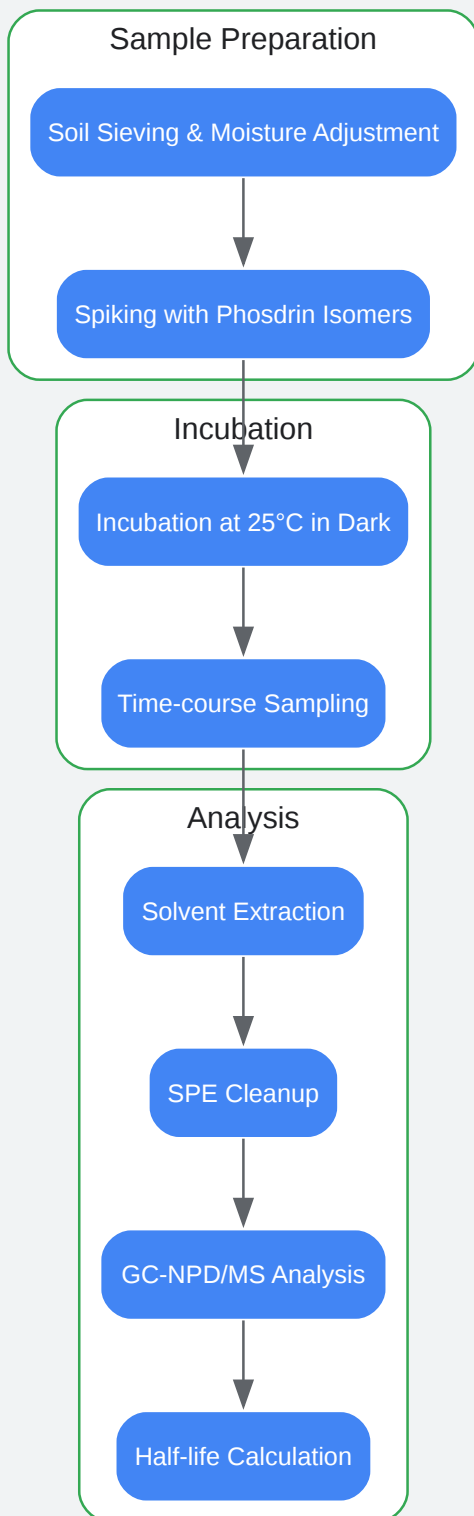 Sample Preparation
Soil Sieving & Moisture Adjustment
Spiking with Phosdrin Isomers
Incubation
Incubation at 25°C in Dark
Time-course Sampling
Analysis
Solvent Extraction
SPE Cleanup
GC-NPD/MS Analysis
Half-life Calculation